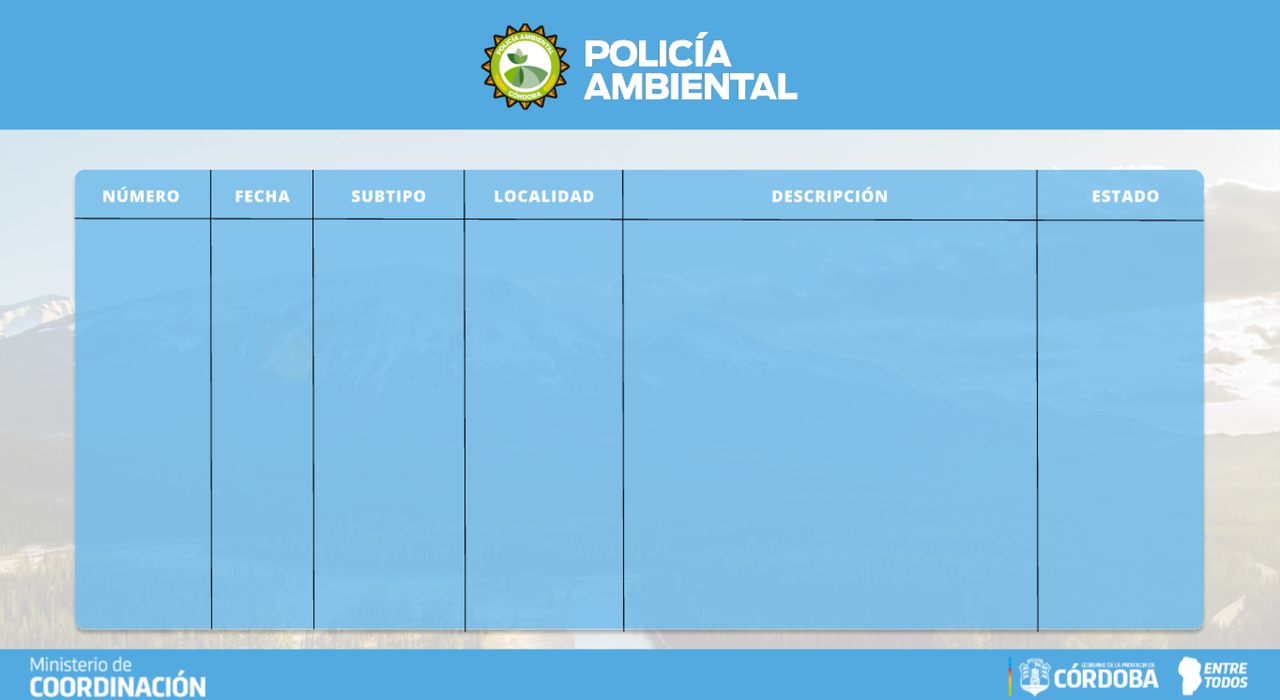 POLICÍA AMBIENTAL
CÓRDOBA
POLICÍA
AMBIENTAL
NÚMERO FECHA SUBTIPO LOCALIDAD DESCRIPCIÓN ESTADO
Ministerio de
COORDINACIÓN
GOBIERNO DE LA PROVINCIA DE
CÓRDOBA
ENTRE
TODOS